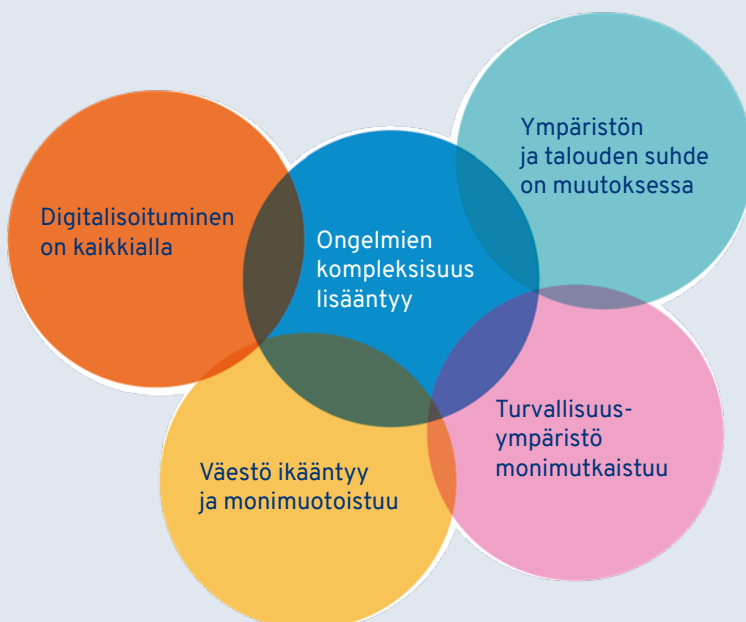 Ympäristön
ja talouden suhde
on muutoksessa
Digitalisoituminen
on kaikkialla
Ongelmien
kompleksisuus
lisääntyy
Turvallisuus-
ympäristö
monimutkaistuu
Väestö ikääntyy
ja monimuotoistuu